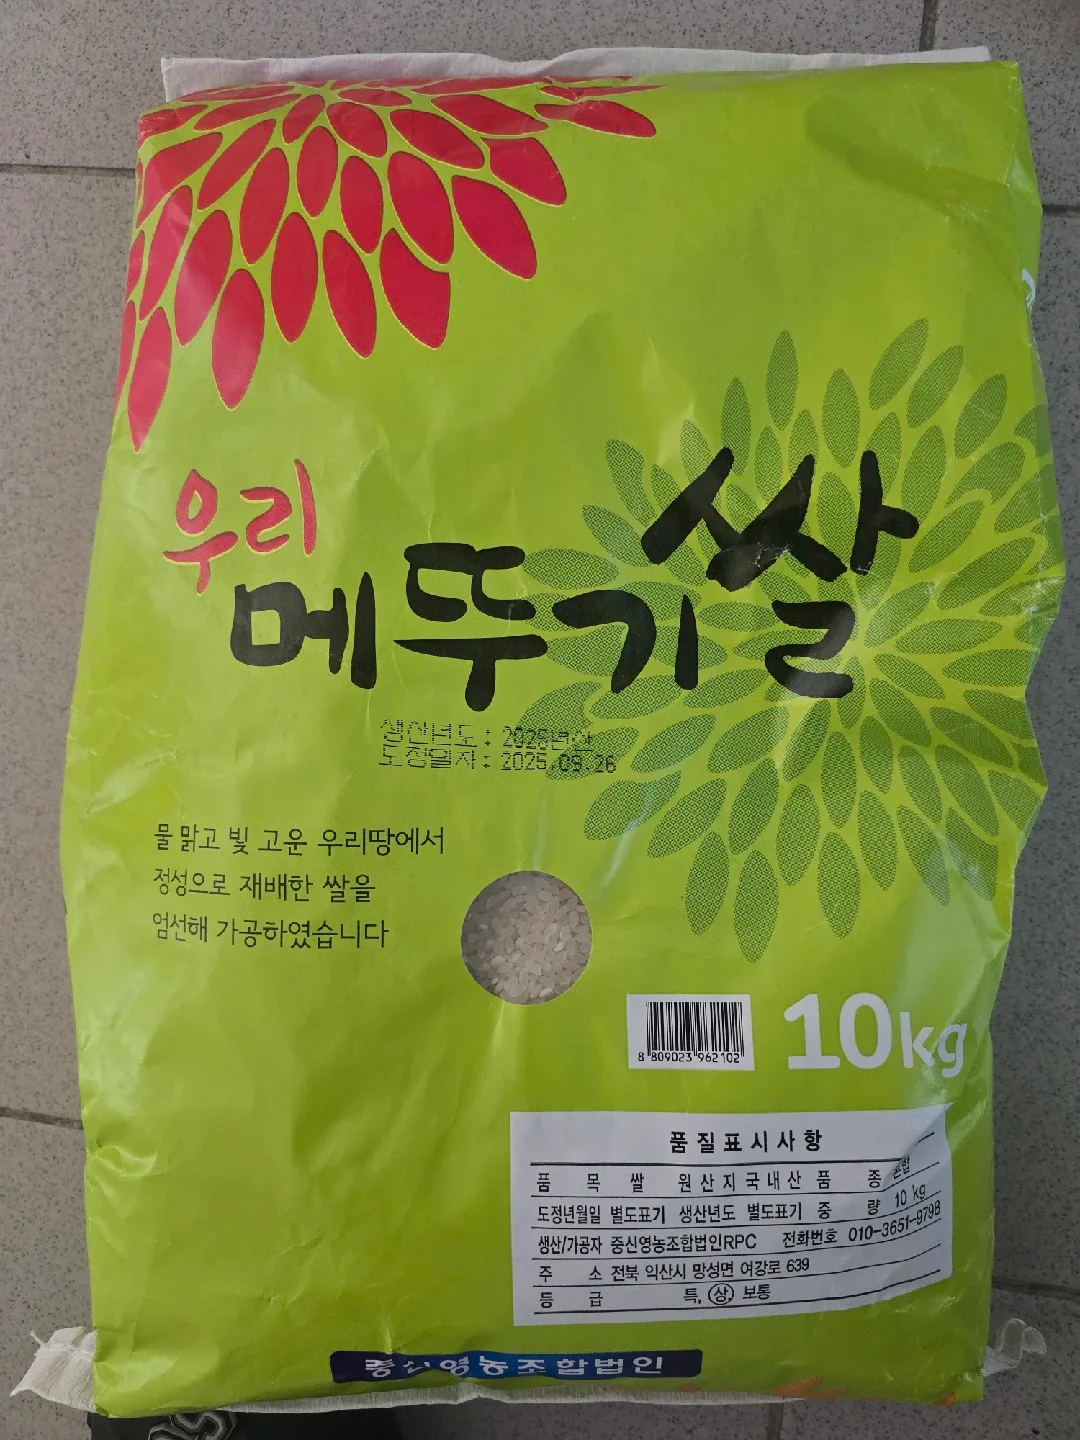 우리
메뚜기쌀
생산년도 : 2025년산
도정일자 : 2025.09.26
물 맑고 빛 고운 우리땅에서
정성으로 재배한 쌀을
엄선해 가공하였습니다
8 809023 962102
10kg
품질표시사항
품 목 쌀 원산지 국내산 품 종 혼합
도정년월일 별도표기 생산년도 별도표기 중 량 10 kg
생산/가공자 중신영농조합법인RPC 전화번호 010-3651-9798
주 소 전북 익산시 망성면 여강로 639
등 급 특, 상, 보통
중신영농조합법인